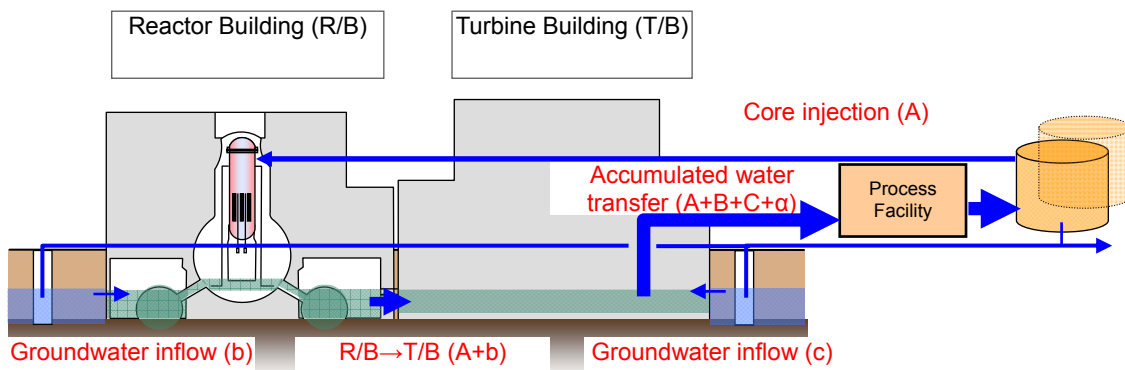 Reactor Building (R/B)
Turbine Building (T/B)
Core injection (A)
Accumulated water
transfer (A+B+C+α)
Process
Facility
Groundwater inflow (b)
R/B→T/B (A+b)
Groundwater inflow (c)